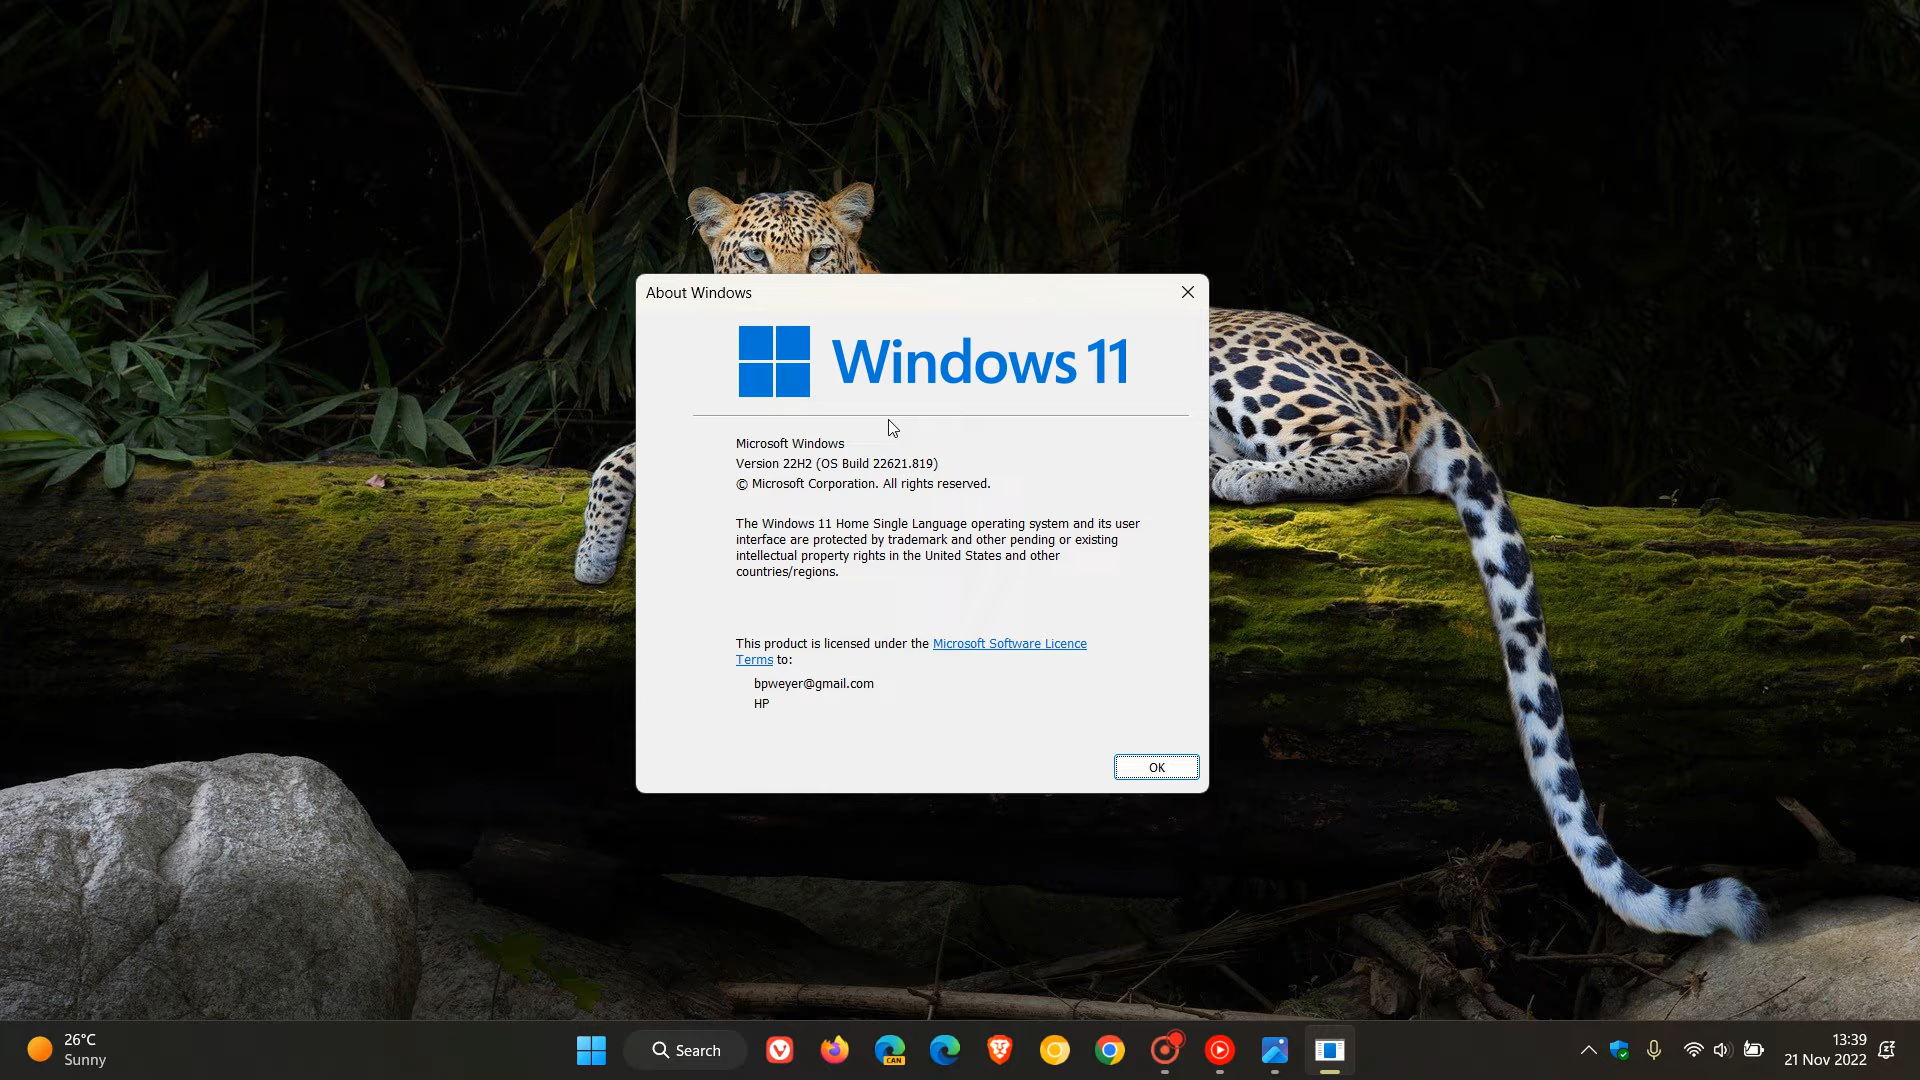 About Windows
Windows 11
Microsoft Windows
Version 22H2 (OS Build 22621.819)
© Microsoft Corporation. All rights reserved.
The Windows 11 Home Single Language operating system and its user
interface are protected by trademark and other pending or existing
intellectual property rights in the United States and other
countries/regions.
This product is licensed under the Microsoft Software Licence
Terms to:
bpweyer@gmail.com
HP
OK
26°C
Sunny
Search
CAN
13:39
21 Nov 2022